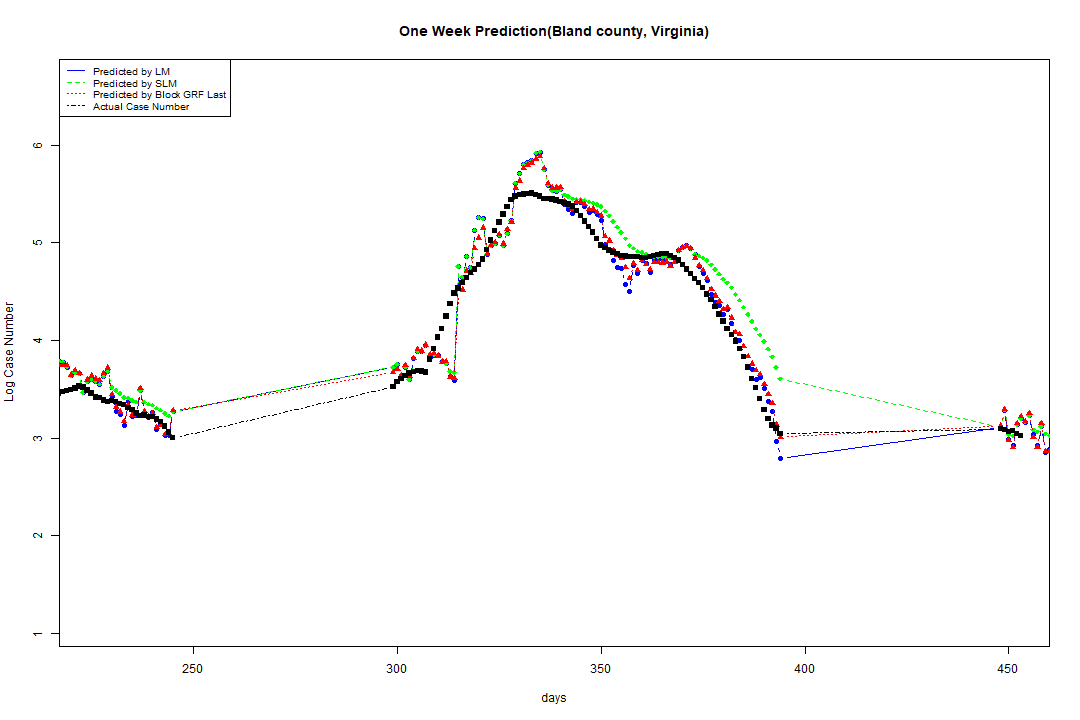 One Week Prediction(Bland county, Virginia)
Predicted by LM
Predicted by SLM
Predicted by Block GRF Last
Actual Case Number
6
5
4
3
2
1
Log Case Number
250 300 350 400 450
days